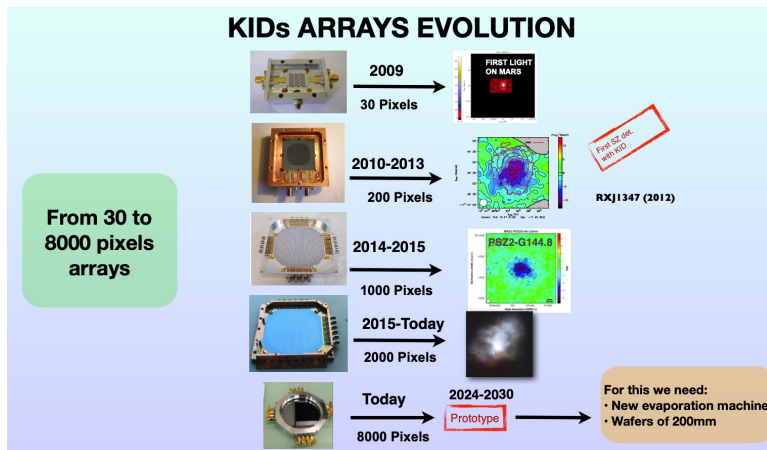 KIDs ARRAYS EVOLUTION
2009
30 Pixels
FIRST LIGHT
ON MARS
First SZ det.
with KID
2010-2013
200 Pixels
RXJ1347 (2012)
From 30 to
8000 pixels
arrays
2014-2015
1000 Pixels
PSZ2-G144.8
2015-Today
2000 Pixels
Today
8000 Pixels
2024-2030
Prototype
For this we need:
· New evaporation machine
· Wafers of 200mm